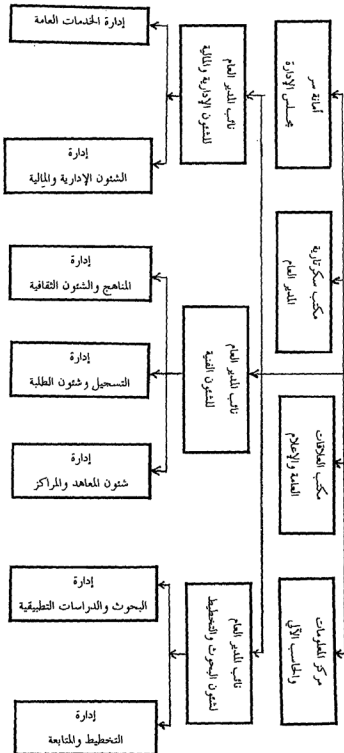 أمانة سر
مجلس الإدارة
مكتب سكرتارية
المدير العام
مكتب العلاقات
العامة والإعلام
مركز المعلومات
والحاسب الآلي
نائب المدير العام
للشئون الإدارية والمالية
نائب المدير العام
للشئون الفنية
نائب المدير العام
لشئون البحوث والتخطيط
إدارة الخدمات العامة
إدارة
الشئون الإدارية والمالية
إدارة
المناهج والشئون الثقافية
إدارة
التسجيل وشئون الطلبة
إدارة
شئون المعاهد والمراكز
إدارة
البحوث والدراسات التطبيقية
إدارة
التخطيط والمتابعة